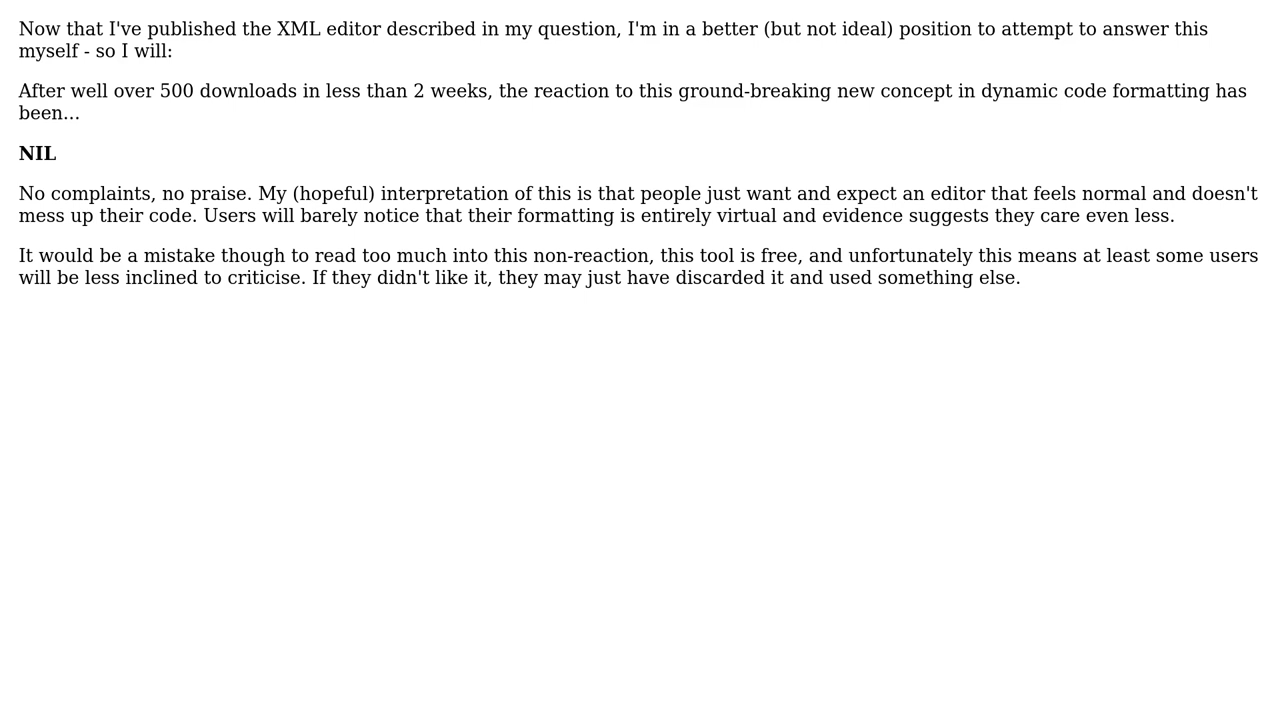 Now that I've published the XML editor described in my question, I'm in a better (but not ideal) position to attempt to answer this
myself - so I will:
After well over 500 downloads in less than 2 weeks, the reaction to this ground-breaking new concept in dynamic code formatting has
been...
NIL
No complaints, no praise. My (hopeful) interpretation of this is that people just want and expect an editor that feels normal and doesn't
mess up their code. Users will barely notice that their formatting is entirely virtual and evidence suggests they care even less.
It would be a mistake though to read too much into this non-reaction, this tool is free, and unfortunately this means at least some users
will be less inclined to criticise. If they didn't like it, they may just have discarded it and used something else.